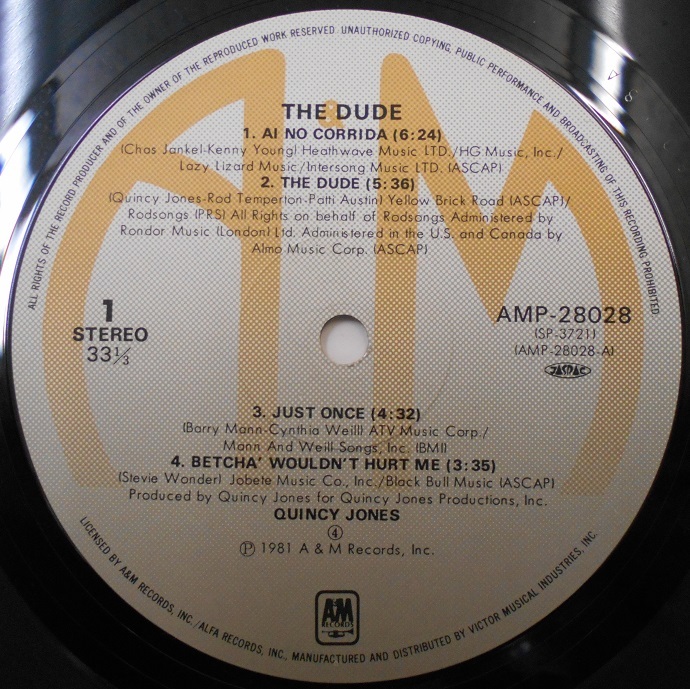 ALL RIGHTS OF THE RECORD PRODUCER AND OF THE OWNER OF THE REPRODUCED WORK RESERVED. UNAUTHORIZED COPYING, PUBLIC PERFORMANCE AND BROADCASTING OF THIS RECORDING PROHIBITED
THE DUDE
1. AI NO CORRIDA (6:24)
(Chas Jankel-Kenny Young) Heathwave Music LTD./HG Music, Inc./
Lazy Lizard Music/Intersong Music LTD. (ASCAP)
2. THE DUDE (5:36)
(Quincy Jones-Rod Temperton-Patti Austin) Yellow Brick Road (ASCAP)/
Rodsongs (PRS) All Rights on behalf of Rodsongs Administered by
Rondor Music (London) Ltd. Administered in the U.S. and Canada by
Almo Music Corp. (ASCAP)
1
STEREO
33⅓
AMP-28028
(SP-3721)
(AMP-28028-A)
JASRAC
3. JUST ONCE (4:32)
(Barry Mann-Cynthia Weill) ATV Music Corp./
Mann And Weill Songs, Inc. (BMI)
4. BETCHA' WOULDN'T HURT ME (3:35)
(Stevie Wonder) Jobete Music Co., Inc./Black Bull Music (ASCAP)
Produced by Quincy Jones for Quincy Jones Productions, Inc.
QUINCY JONES
④
Ⓟ 1981 A & M Records, Inc.
A&M
RECORDS
LICENSED BY A&M RECORDS, INC./ALFA RECORDS, INC., MANUFACTURED AND DISTRIBUTED BY VICTOR MUSICAL INDUSTRIES, INC.